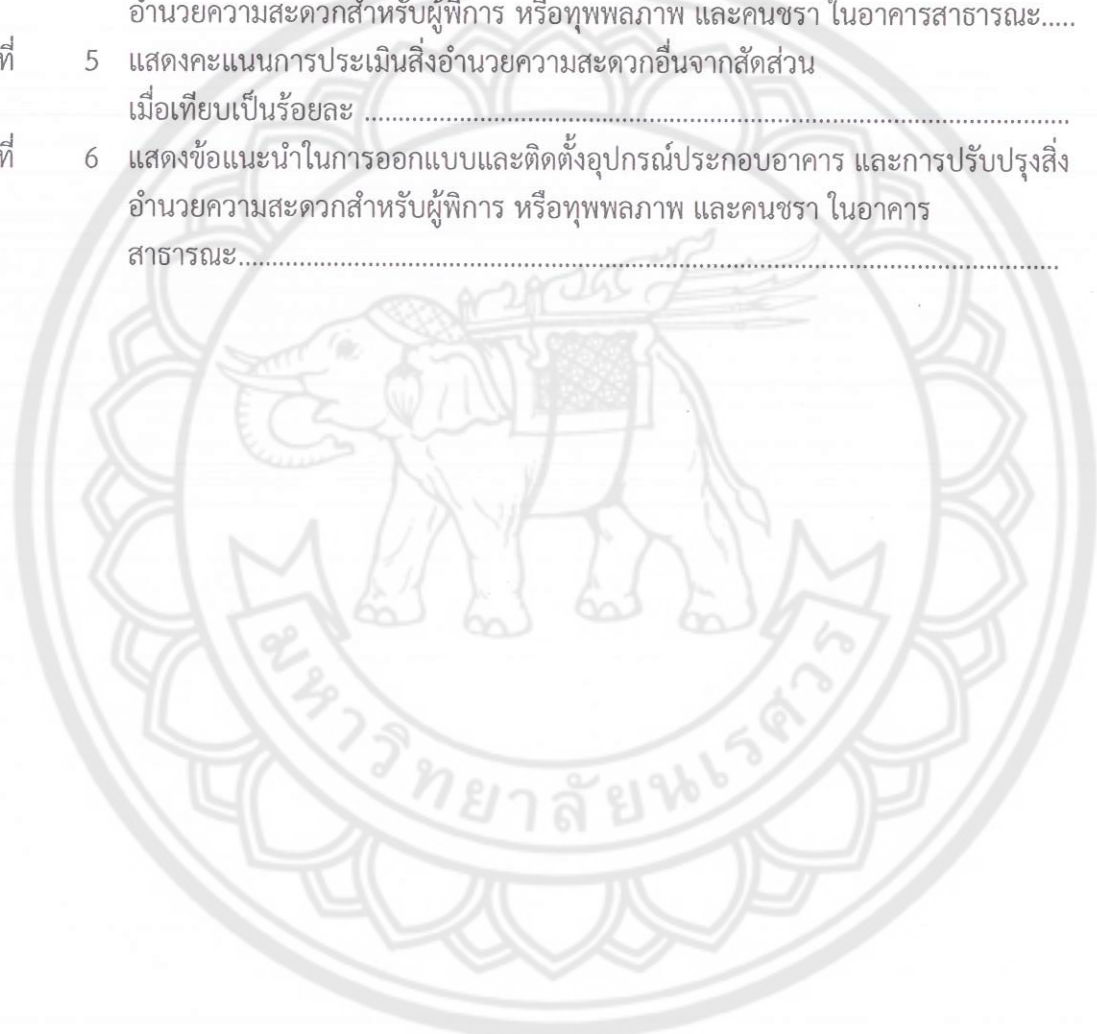 อำนวยความสะดวกสำหรับผู้พิการ หรือทุพพลภาพ และคนชรา ในอาคารสาธารณะ.....
ที่ 5 แสดงคะแนนการประเมินสิ่งอำนวยความสะดวกอื่นจากสัดส่วน
เมื่อเทียบเป็นร้อยละ ....................................................................................................
ที่ 6 แสดงข้อแนะนำในการออกแบบและติดตั้งอุปกรณ์ประกอบอาคาร และการปรับปรุงสิ่ง
อำนวยความสะดวกสำหรับผู้พิการ หรือทุพพลภาพ และคนชรา ในอาคาร
สาธารณะ....................................................................................................................
มหาวิทยาลัยนเรศวร